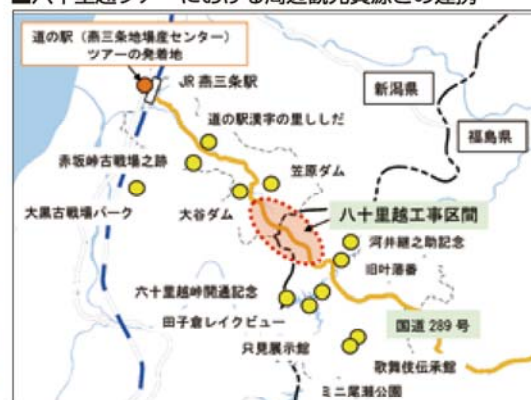 ■八十里越ツアーにおける周遊観光資源との連携
道の駅（燕三条地場産センター）
ツアーの発着地
JR 燕三条駅
新潟県
福島県
道の駅漢字の里ししだ
赤坂峠古戦場之跡
笠原ダム
大黒古戦場パーク
大谷ダム
八十里越工事区間
河井継之助記念
旧叶藩番
六十里越峠開通記念
田子倉レイクビュー
国道 289 号
只見展示館
歌舞伎伝承館
ミニ尾瀬公園